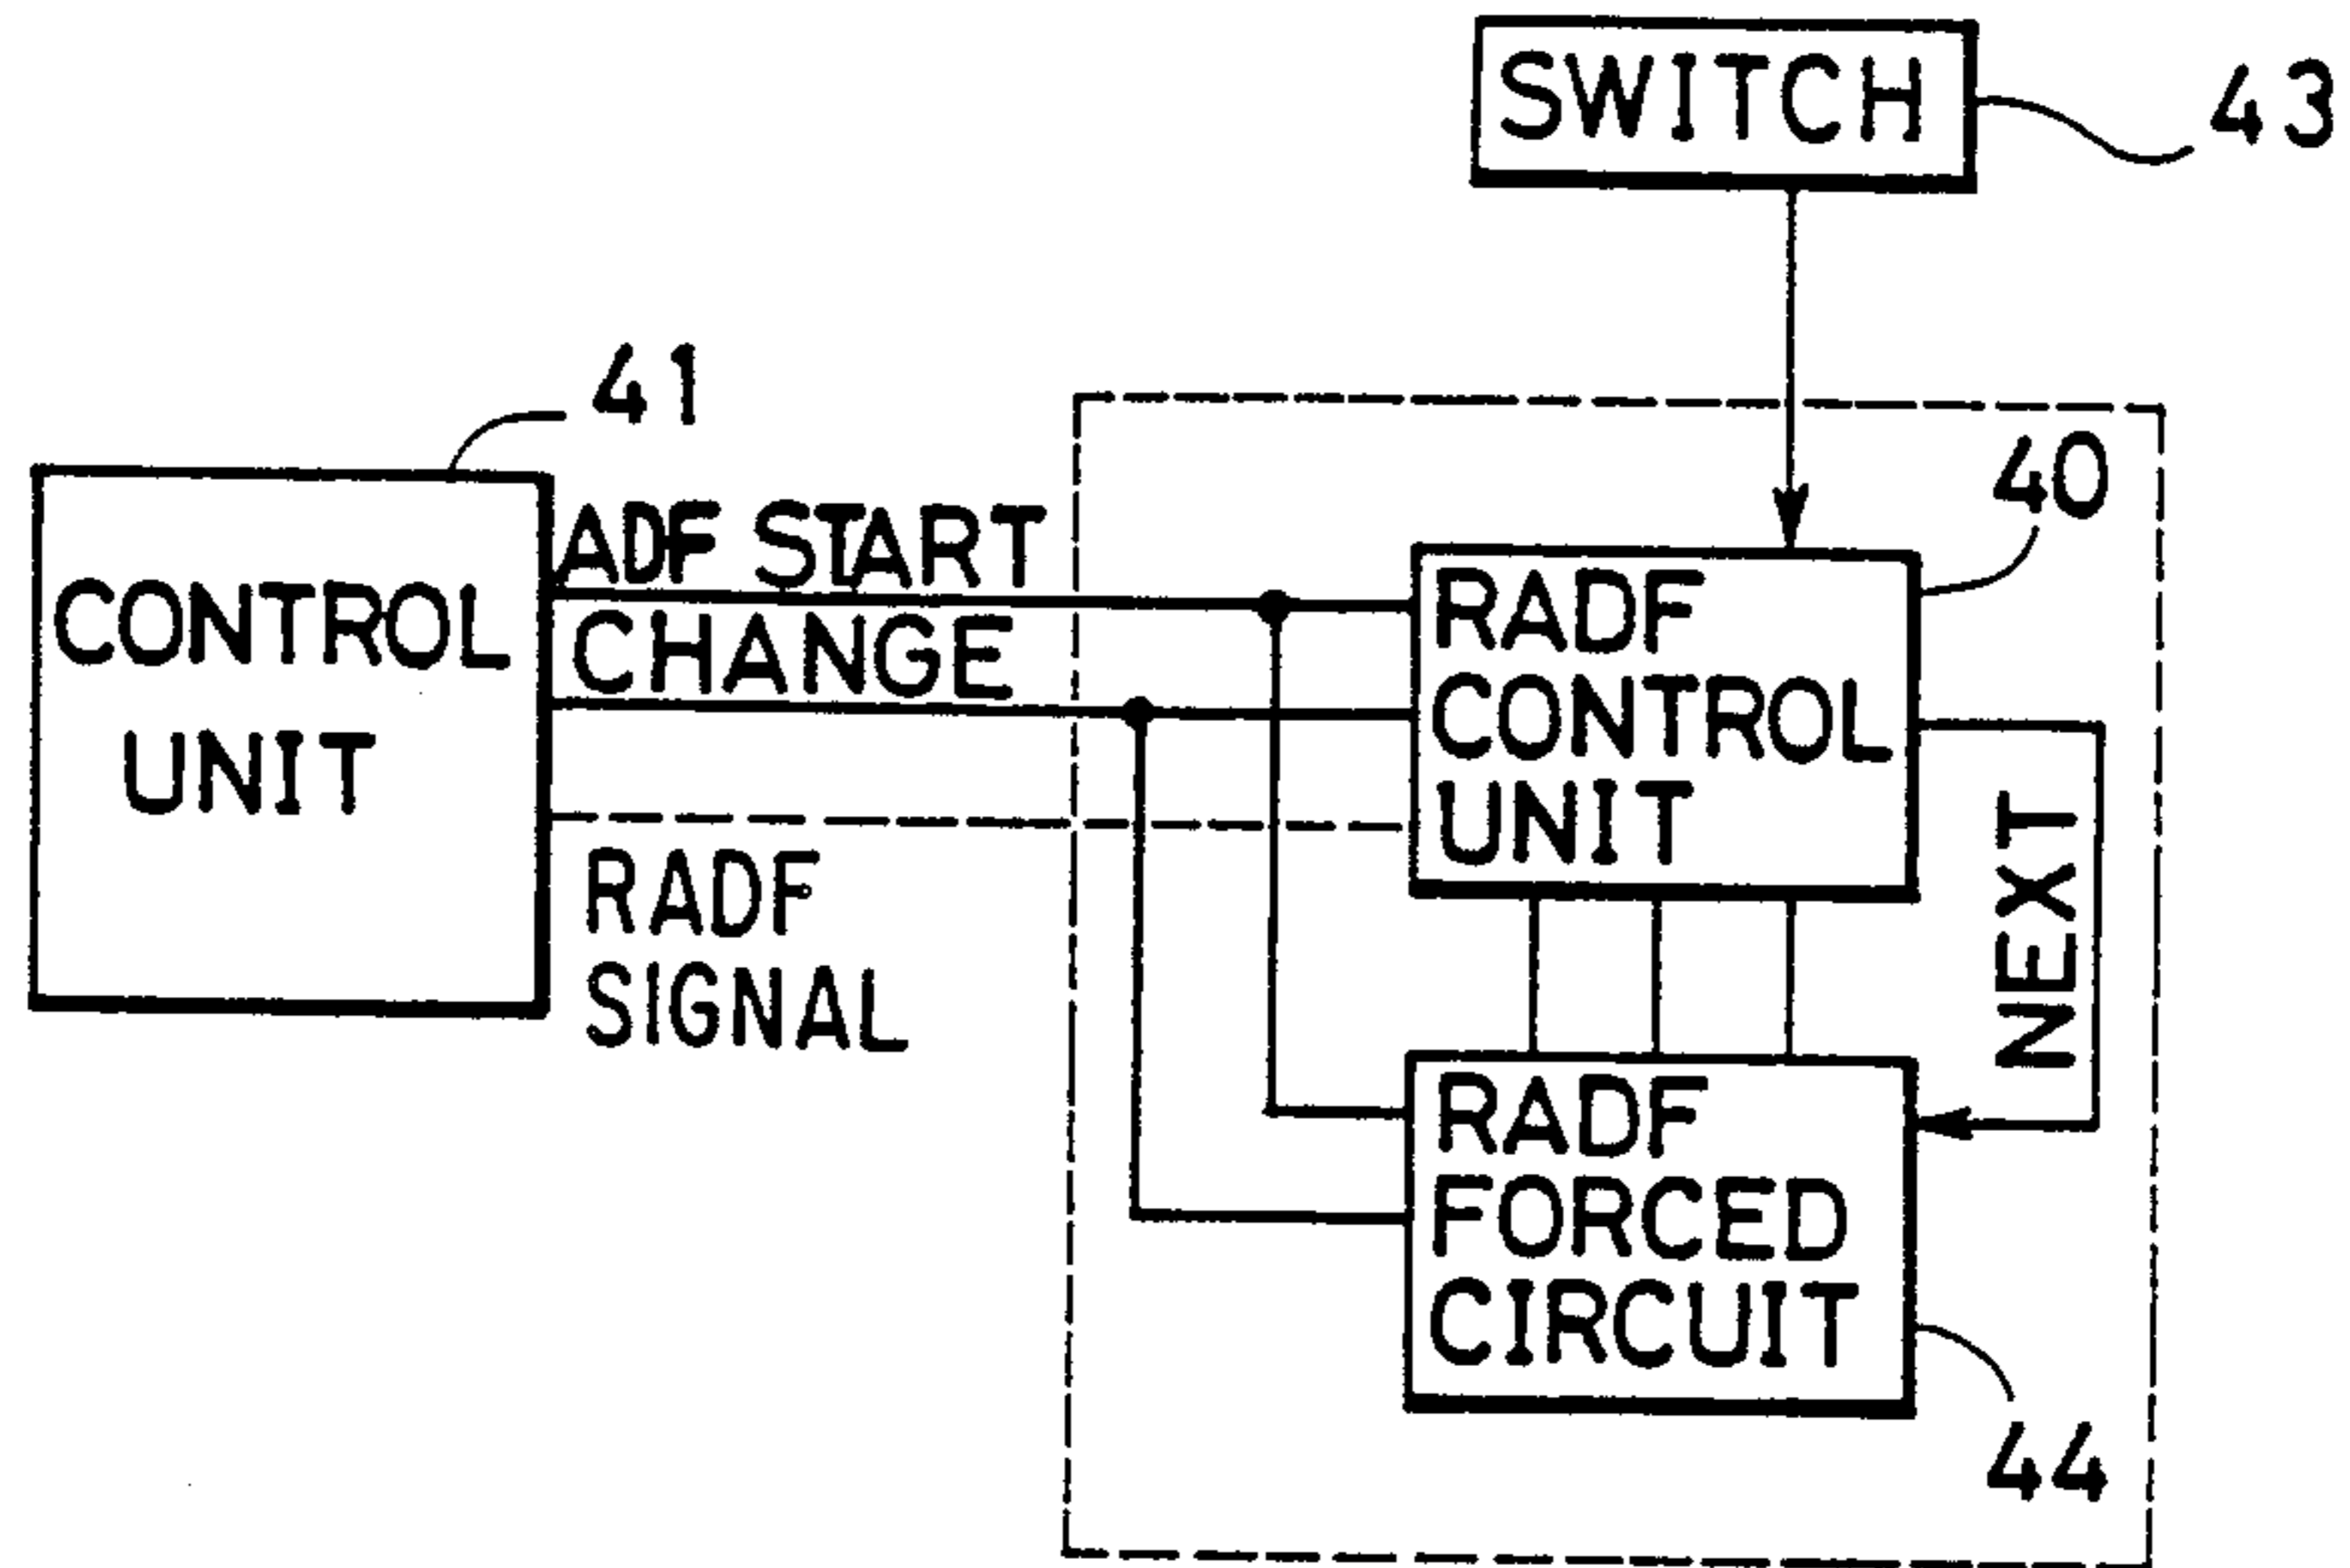 SWITCH
43
41
CONTROL
UNIT
ADF START
CHANGE
RADF
SIGNAL
40
RADF
CONTROL
UNIT
NEXT
RADF
FORCED
CIRCUIT
44